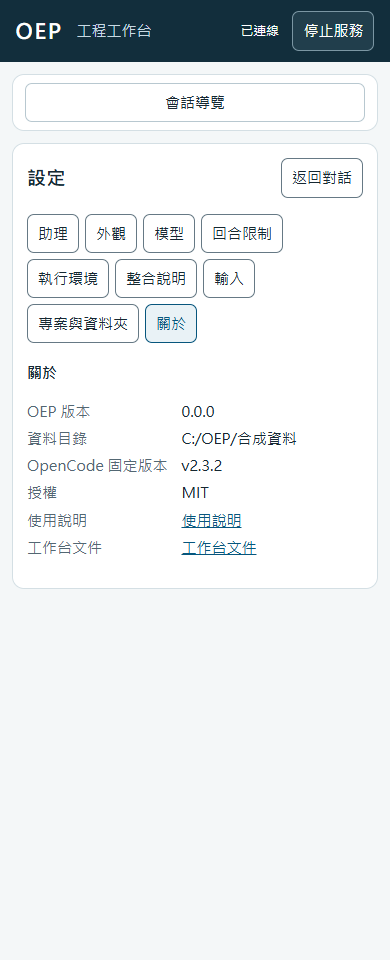 OEP 工程工作台 已連線 停止服務
會話導覽
設定 返回對話
助理 外觀 模型 回合限制
執行環境 整合說明 輸入
專案與資料夾 關於
關於
OEP 版本 0.0.0
資料目錄 C:/OEP/合成資料
OpenCode 固定版本 v2.3.2
授權 MIT
使用說明 使用說明
工作台文件 工作台文件